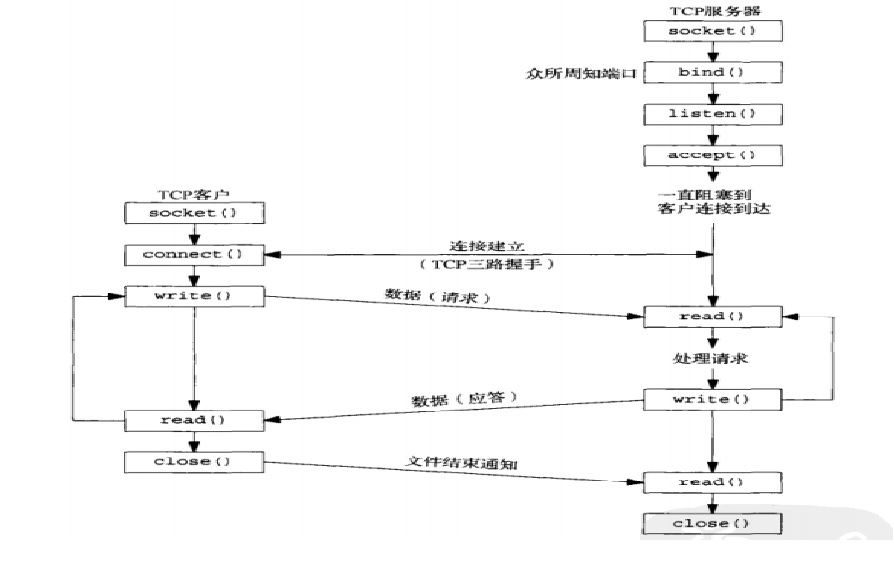 TCP服务器
socket()
众所周知端口
bind()
listen()
accept()
一直阻塞到
客户连接到达
TCP客户
socket()
connect()
连接建立
(TCP三路握手)
write()
数据(请求)
read()
处理请求
数据(应答)
write()
read()
close()
文件结束通知
read()
close()